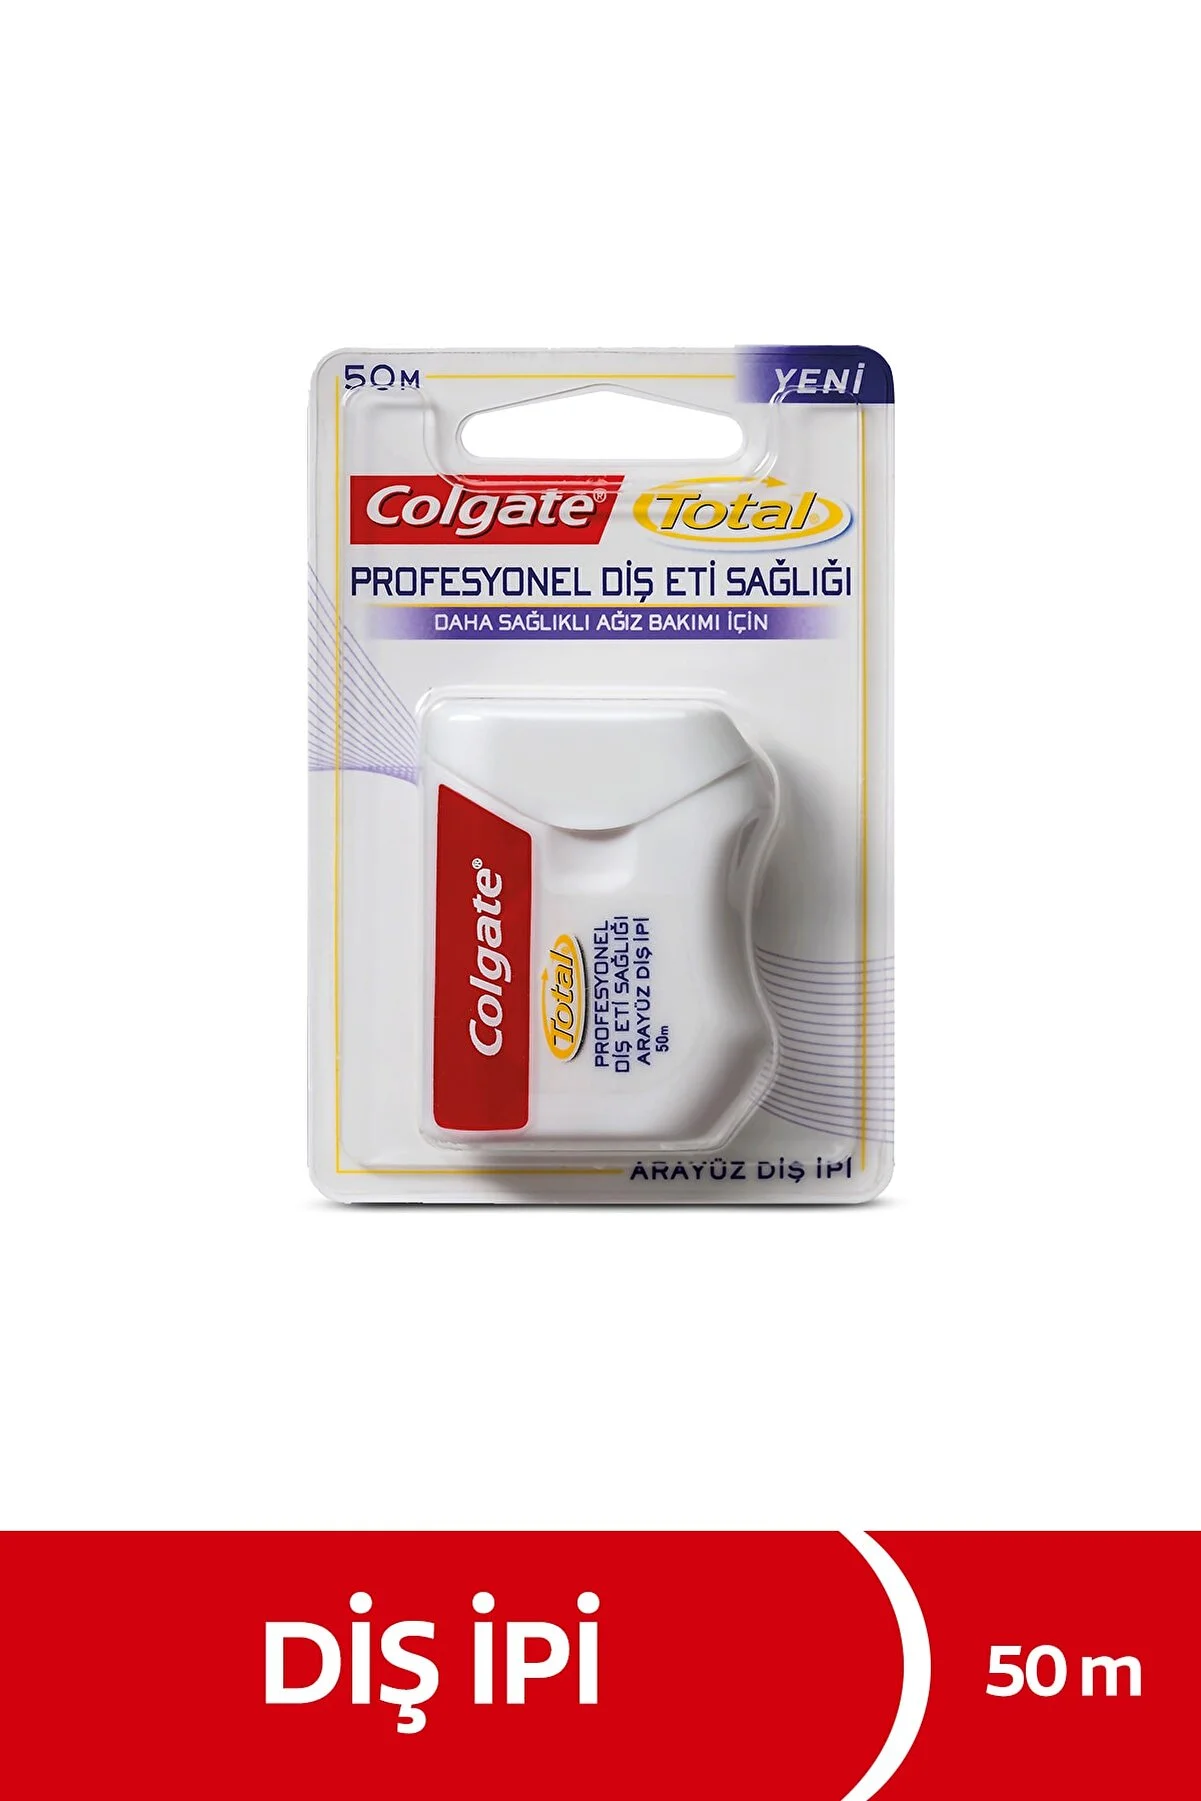 50M
YENİ
Colgate® Total®
PROFESYONEL DİŞ ETİ SAĞLIĞI
DAHA SAĞLIKLI AĞIZ BAKIMI İÇİN
Colgate®
Total
PROFESYONEL
DİŞ ETİ SAĞLIĞI
ARAYÜZ DİŞ İPİ
50m
ARAYÜZ DİŞ İPİ
DİŞ İPİ
50 m